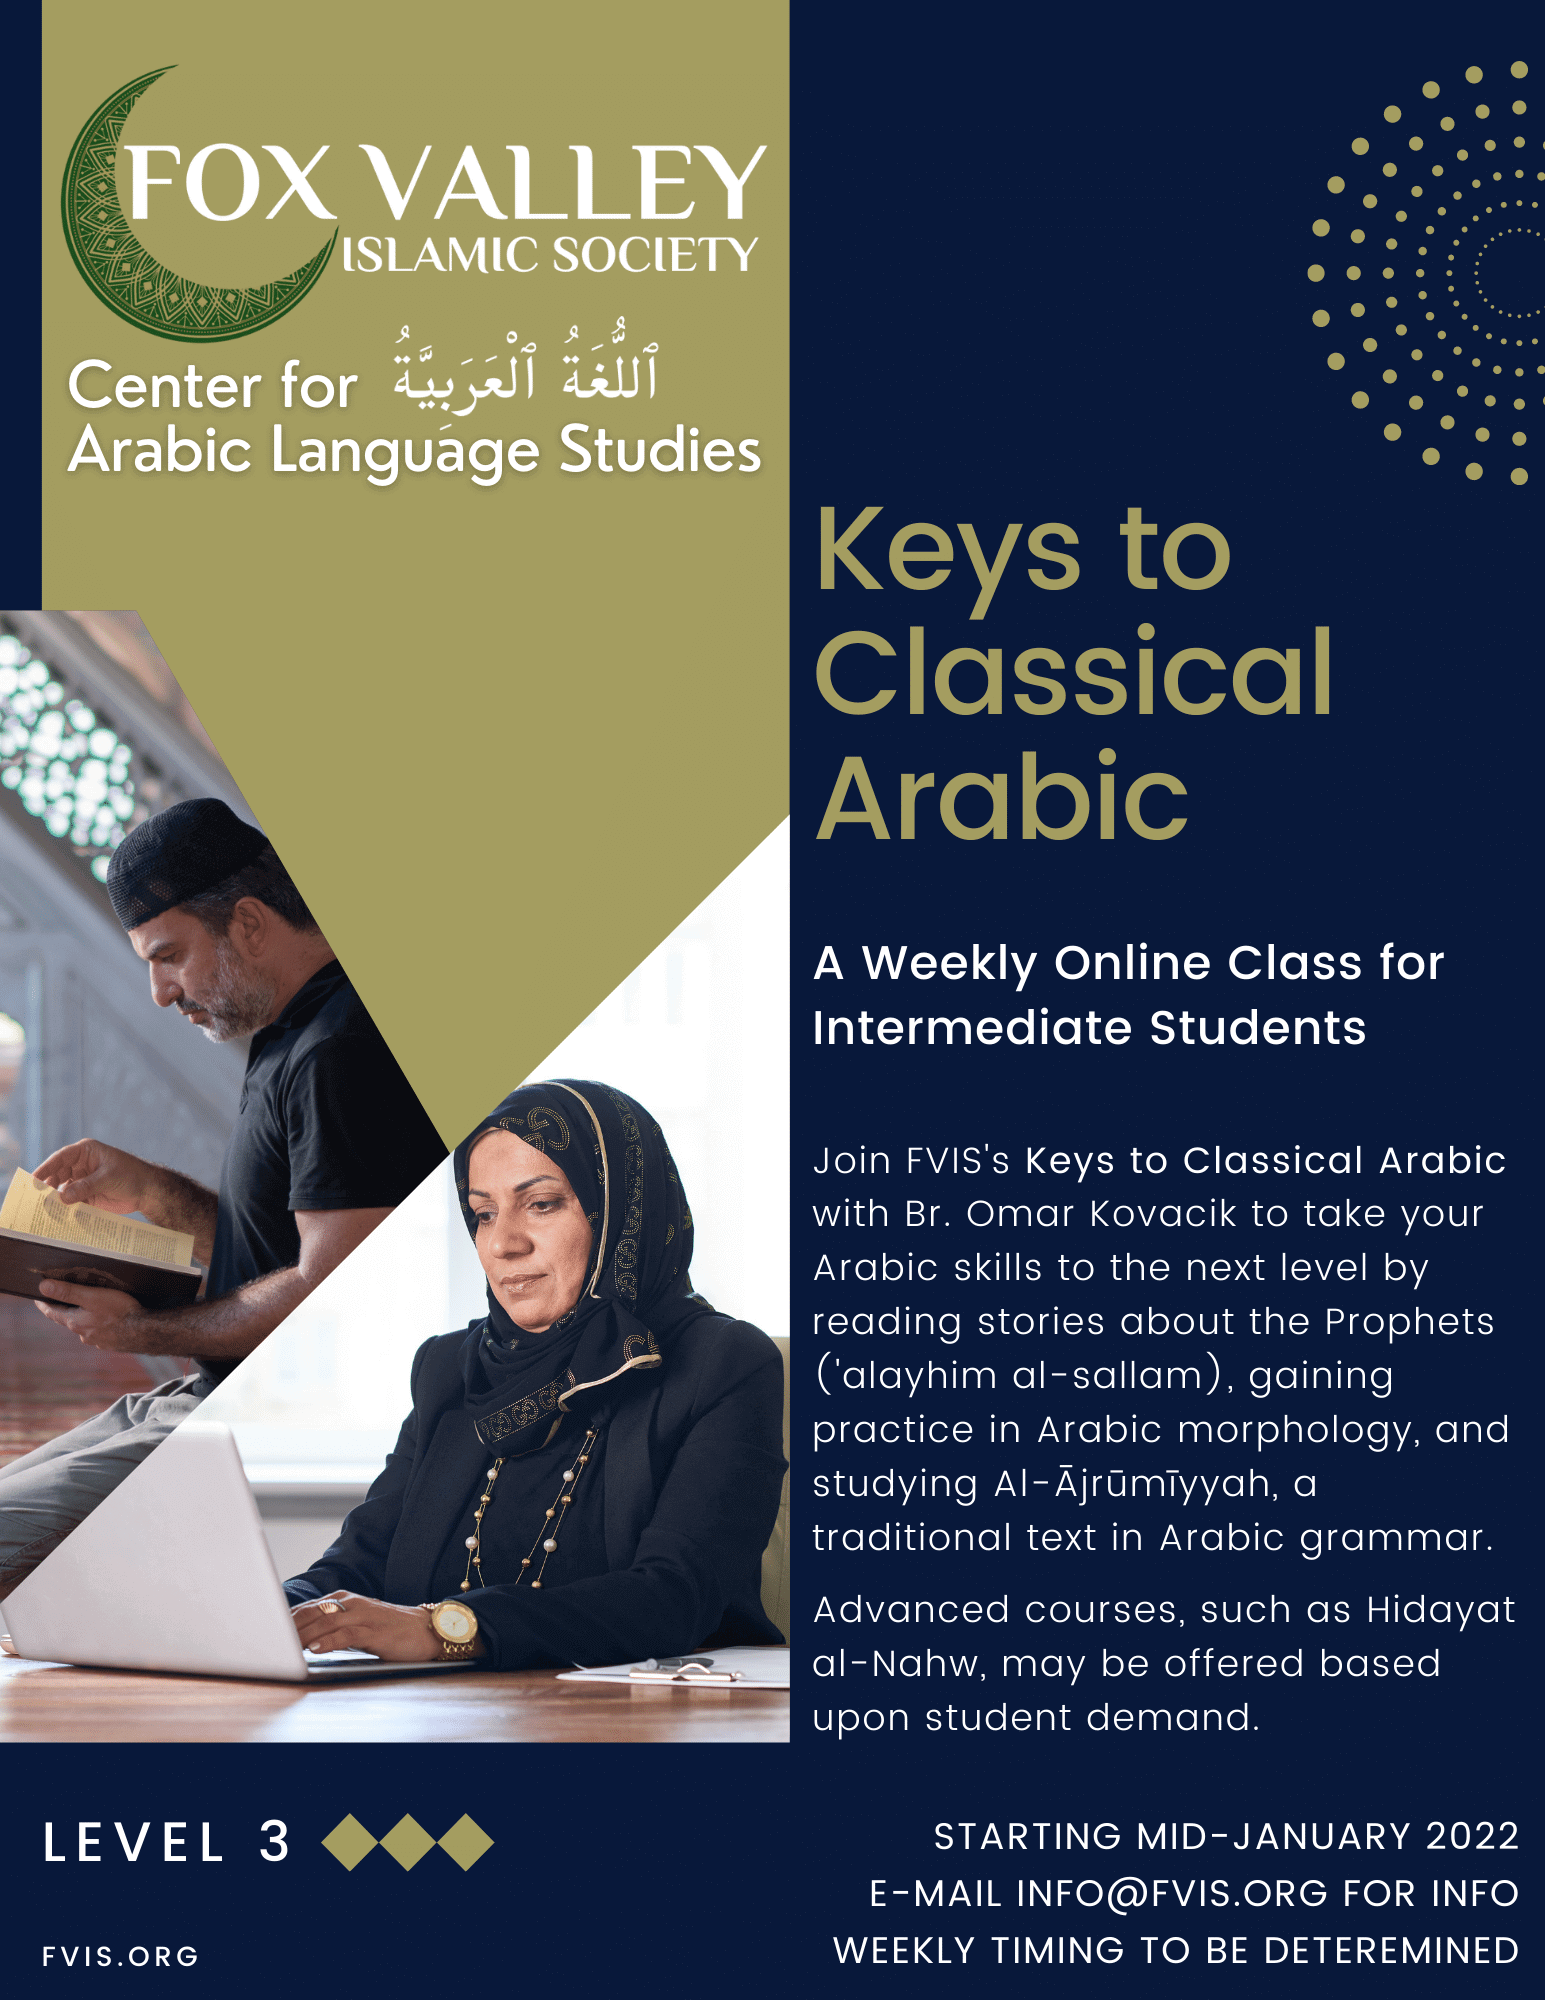 FOX VALLEY
ISLAMIC SOCIETY
Center for ٱللُّغَةُ ٱلْعَرَبِيَّةُ
Arabic Language Studies
Keys to
Classical
Arabic
A Weekly Online Class for
Intermediate Students
Join FVIS's Keys to Classical Arabic
with Br. Omar Kovacik to take your
Arabic skills to the next level by
reading stories about the Prophets
('alayhim al-sallam), gaining
practice in Arabic morphology, and
studying Al-Ājrūmīyyah, a
traditional text in Arabic grammar.
Advanced courses, such as Hidayat
al-Nahw, may be offered based
upon student demand.
LEVEL 3
FVIS.ORG
STARTING MID-JANUARY 2022
E-MAIL INFO@FVIS.ORG FOR INFO
WEEKLY TIMING TO BE DETEREMINED